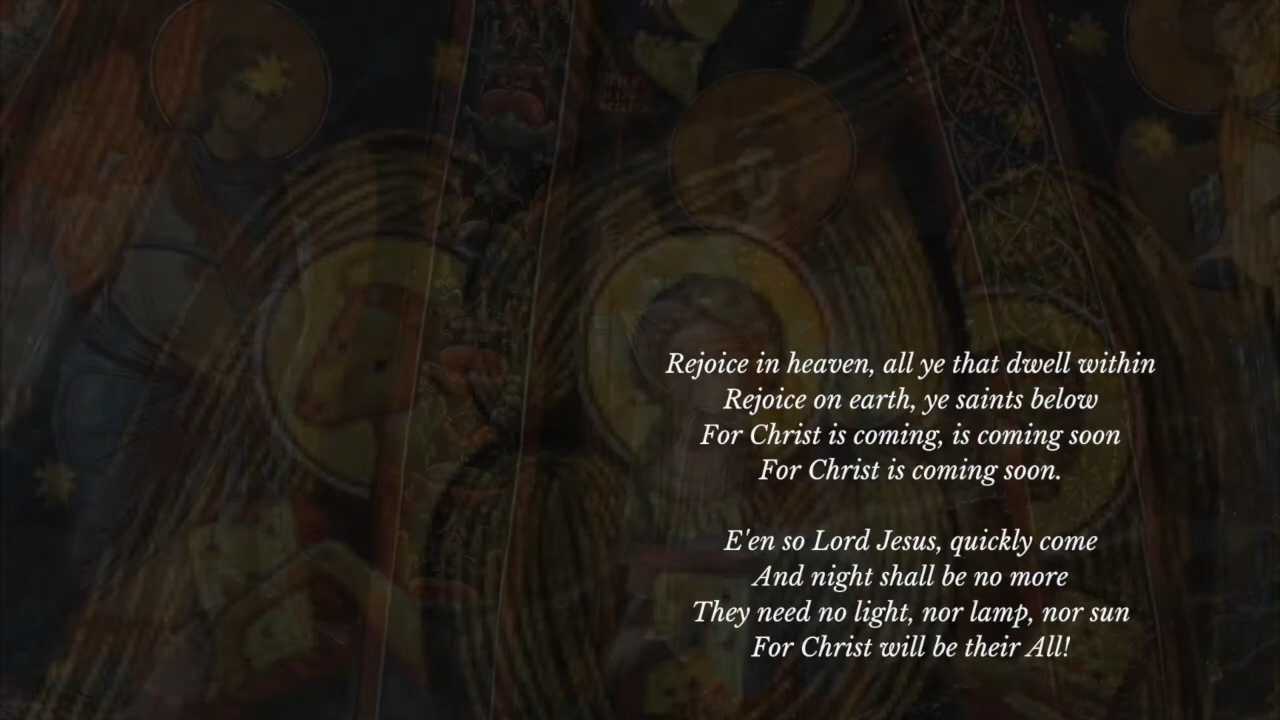 Rejoice in heaven, all ye that dwell within
Rejoice on earth, ye saints below
For Christ is coming, is coming soon
For Christ is coming soon.
E'en so Lord Jesus, quickly come
And night shall be no more
They need no light, nor lamp, nor sun
For Christ will be their All!